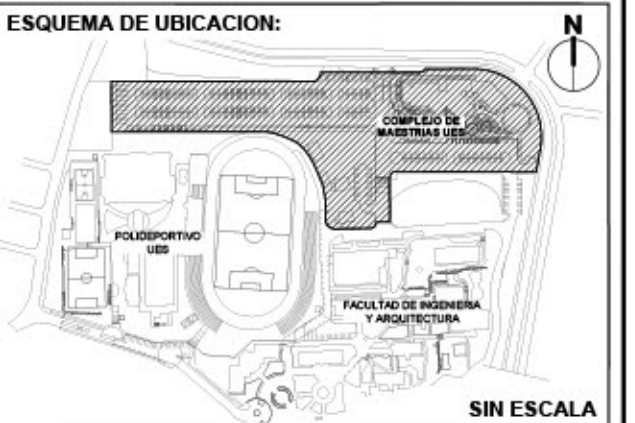 ESQUEMA DE UBICACION:
N
COMPLEJO DE
MAESTRIAS UES
POLIDEPORTIVO
UES
FACULTAD DE INGENIERIA
Y ARQUITECTURA
SIN ESCALA